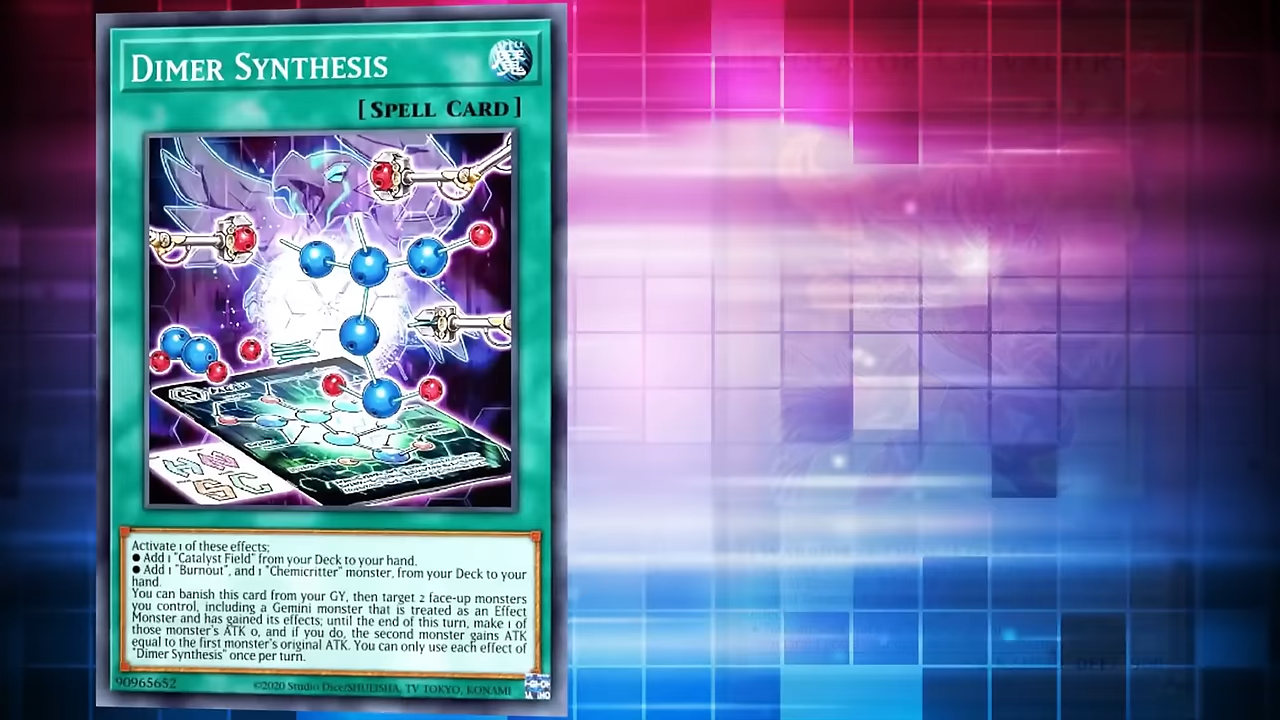 DIMER SYNTHESIS
[SPELL CARD]
Activate 1 of these effects;
● Add 1 "Catalyst Field" from your Deck to your hand.
● Add 1 "Burnout", and 1 "Chemicritter" monster, from your Deck to your
hand.
You can banish this card from your GY, then target 2 face-up monsters
you control, including a Gemini monster that is treated as an Effect
Monster and has gained its effects; until the end of this turn, make 1 of
those monster's ATK 0, and if you do, the second monster gains ATK
equal to the first monster's original ATK. You can only use each effect of
"Dimer Synthesis" once per turn.
90965652 ©2020 Studio Dice/SHUEISHA, TV TOKYO, KONAMI